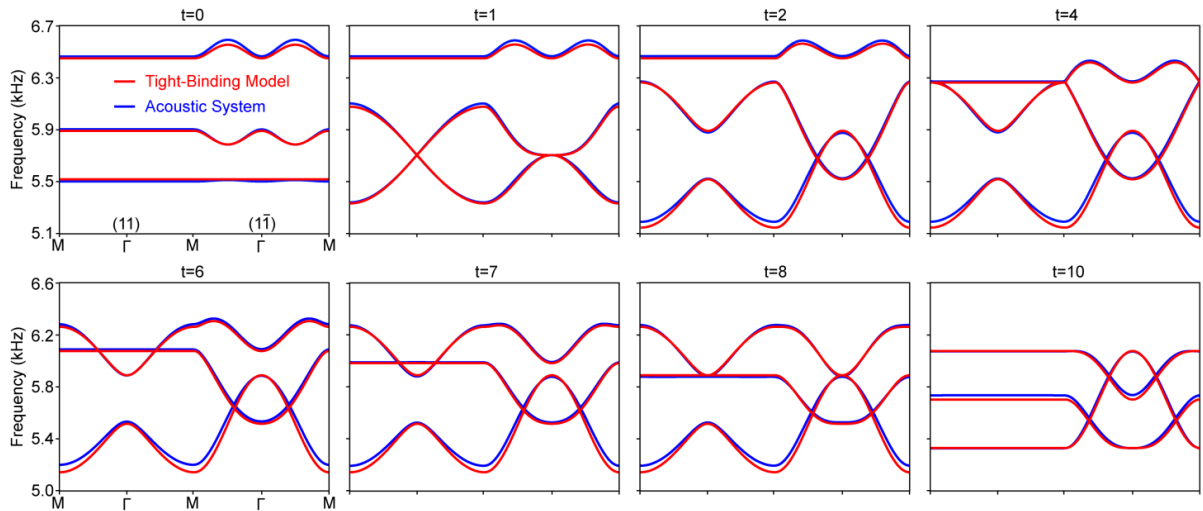 t=0
t=1
t=2
t=4
6.7
6.3
5.9
5.5
5.1
Frequency (kHz)
Tight-Binding Model
Acoustic System
(11)
(11̄)
M
Γ
M
Γ
M
t=6
t=7
t=8
t=10
6.6
6.2
5.8
5.4
5.0
Frequency (kHz)
M
Γ
M
Γ
M